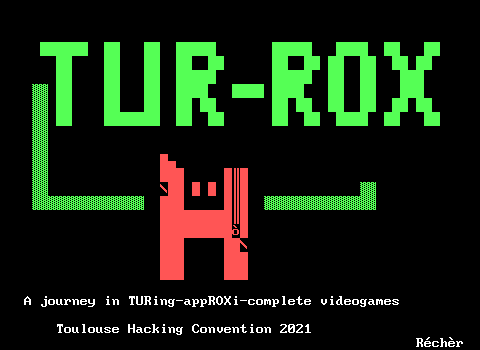 TUR-ROX
A journey in TURing-appROXi-complete videogames
Toulouse Hacking Convention 2021
Réchèr